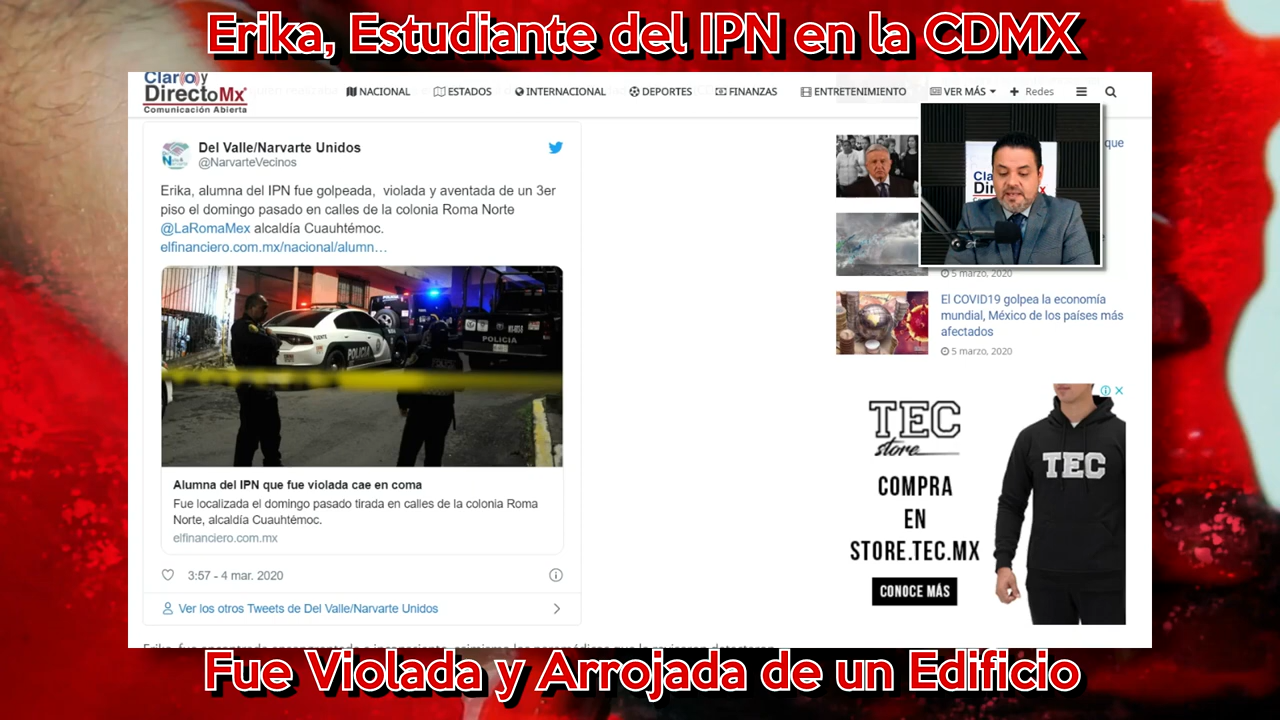 Erika, Estudiante del IPN en la CDMX
Clar(o)y
DirectoMx
Comunicación Abierta
NACIONAL
ESTADOS
INTERNACIONAL
DEPORTES
FINANZAS
ENTRETENIMIENTO
VER MÁS
Redes
Del Valle/Narvarte Unidos
@NarvarteVecinos
Erika, alumna del IPN fue golpeada, violada y aventada de un 3er
piso el domingo pasado en calles de la colonia Roma Norte
@LaRomaMex alcaldía Cuauhtémoc.
elfinanciero.com.mx/nacional/alumn…
POLICIA
POLICIA
Alumna del IPN que fue violada cae en coma
Fue localizada el domingo pasado tirada en calles de la colonia Roma
Norte, alcaldía Cuauhtémoc.
elfinanciero.com.mx
3:57 - 4 mar. 2020
Ver los otros Tweets de Del Valle/Narvarte Unidos
que
5 marzo, 2020
El COVID19 golpea la economía
mundial, México de los países más
afectados
5 marzo, 2020
TEC
store
COMPRA
EN
STORE.TEC.MX
CONOCE MÁS
TEC
Fue Violada y Arrojada de un Edificio